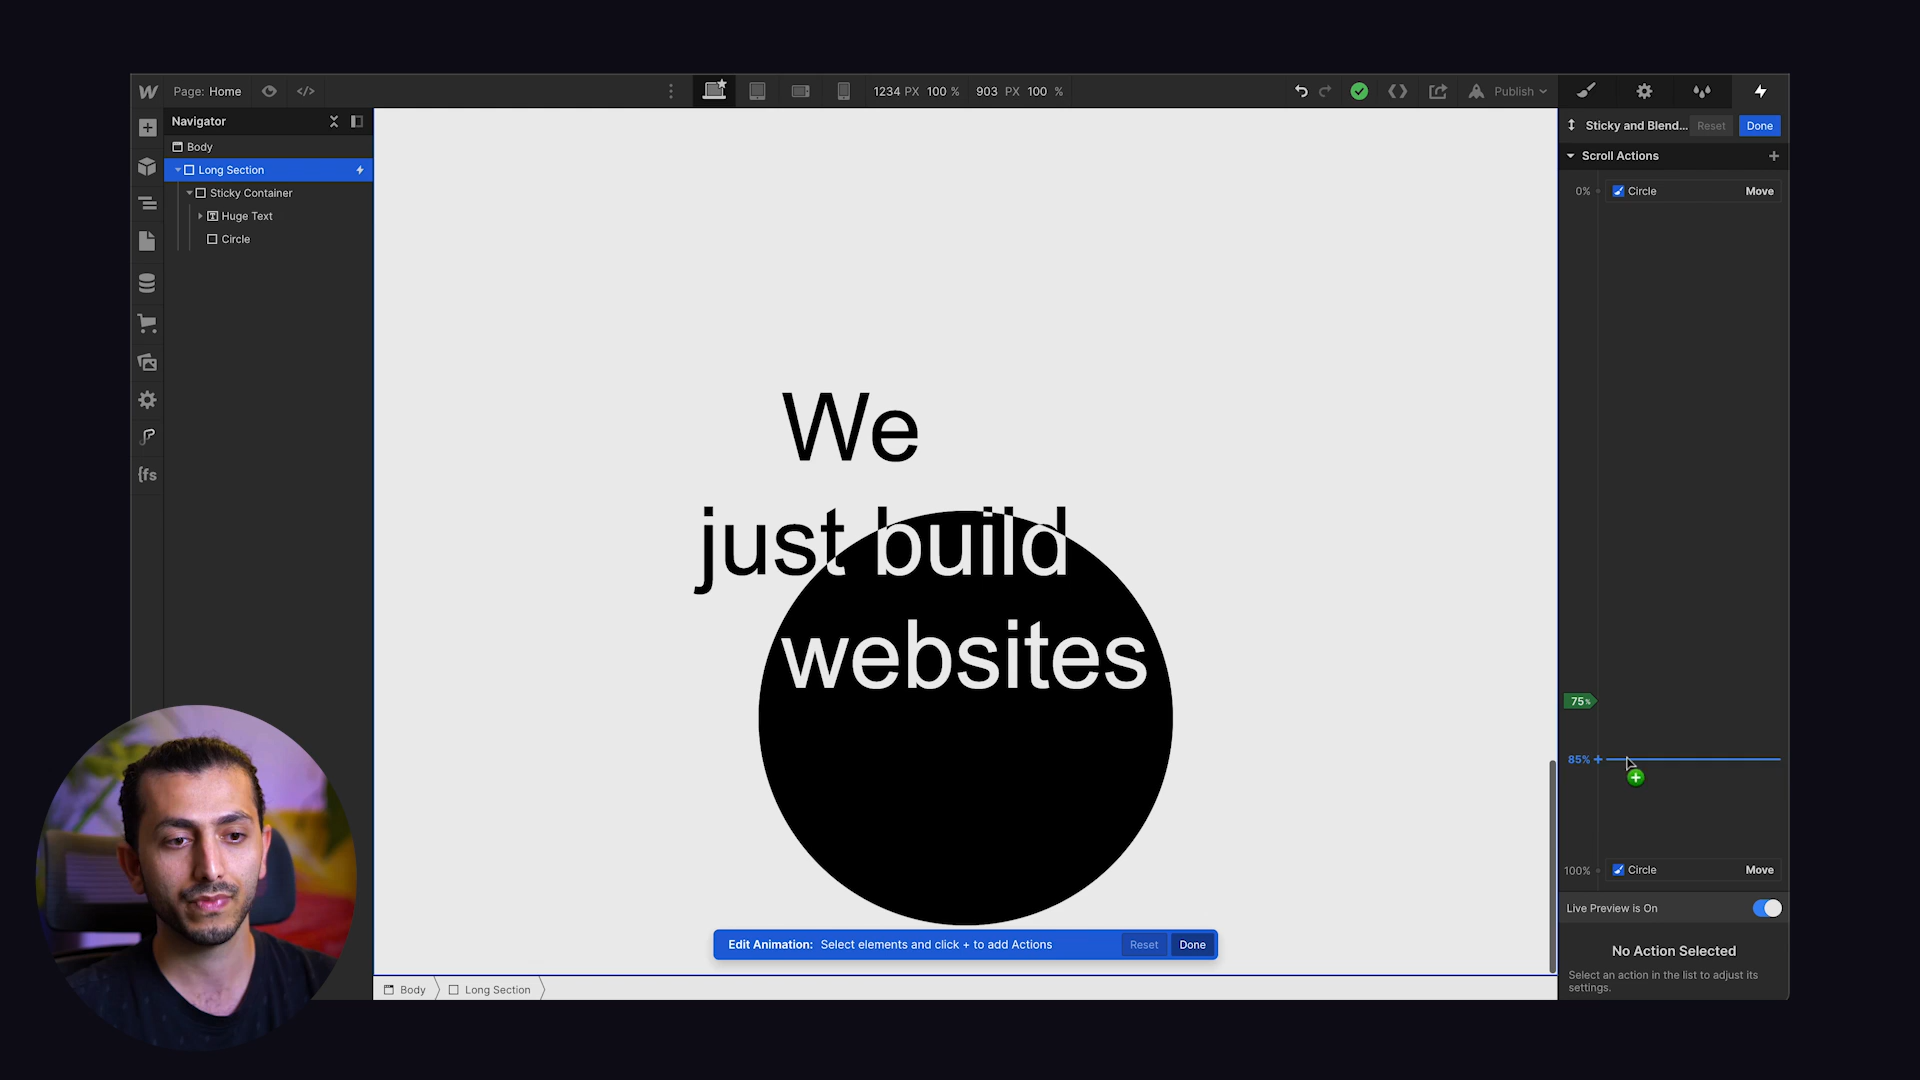 Page: Home
</>
1234 PX 100 % 903 PX 100 %
Publish
Navigator
Body
Long Section
Sticky Container
Huge Text
Circle
{fs
We
just build
websites
Edit Animation: Select elements and click + to add Actions
Reset
Done
Body
Long Section
Sticky and Blend...
Reset
Done
Scroll Actions
0%
Circle
Move
75%
85%
100%
Circle
Move
Live Preview is On
No Action Selected
Select an action in the list to adjust its
settings.